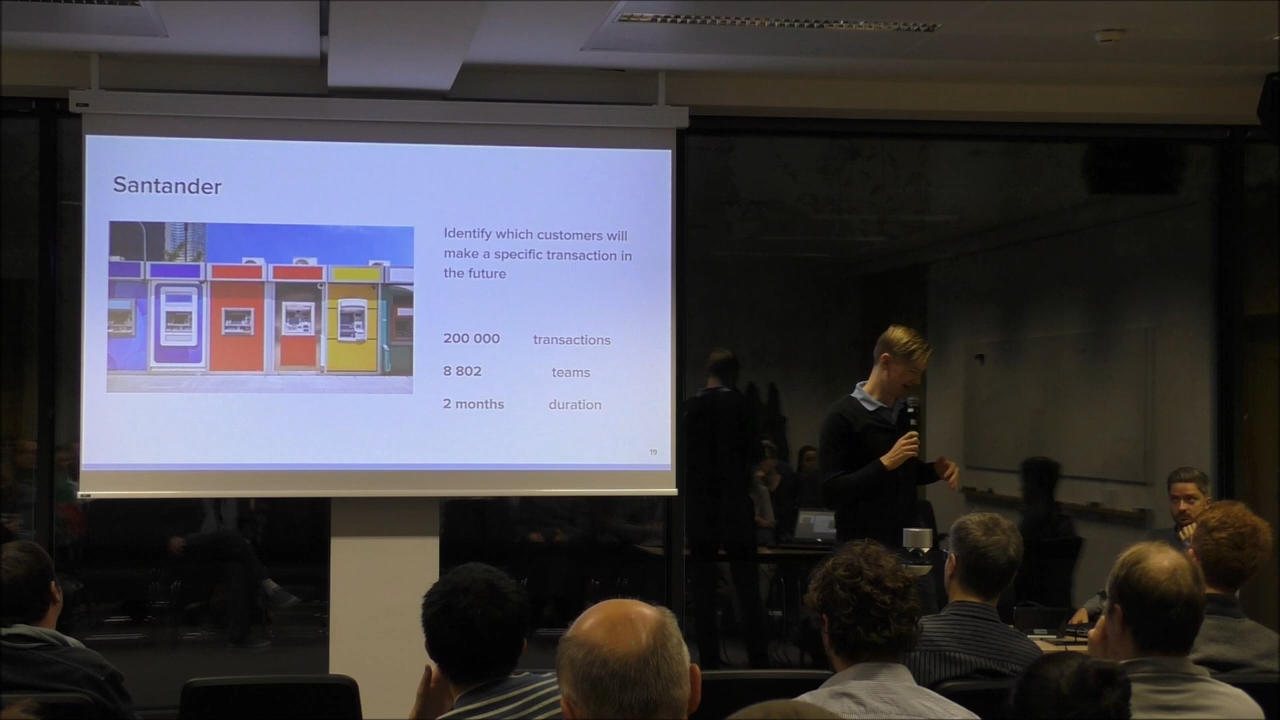 Santander
Identify which customers will
make a specific transaction in
the future
200 000 transactions
8 802 teams
2 months duration
19